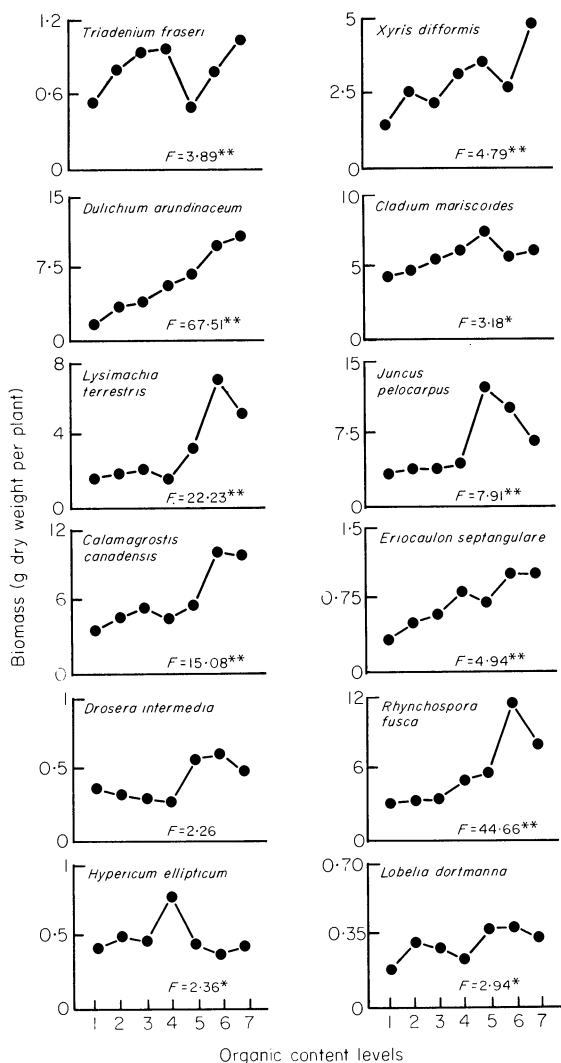 1·2
0·6
0
Triadenium fraseri
F=3·89**
5
2·5
0
Xyris difformis
F=4·79**
15
7·5
0
Dulichium arundinaceum
F=67·51**
10
5
0
Cladium mariscoides
F=3·18*
8
4
0
Lysimachia
terrestris
F=22·23**
15
7·5
0
Juncus
pelocarpus
F=7·91**
12
6
0
Calamagrostis
canadensis
F=15·08**
1·5
0·75
0
Eriocaulon septangulare
F=4·94**
1
0·5
0
Drosera intermedia
F=2·26
12
6
0
Rhynchospora
fusca
F=44·66**
1
0·5
0
Hypericum ellipticum
F=2·36*
1 2 3 4 5 6 7
0·70
0·35
0
Lobelia dortmanna
F=2·94*
1 2 3 4 5 6 7
Biomass (g dry weight per plant)
Organic content levels